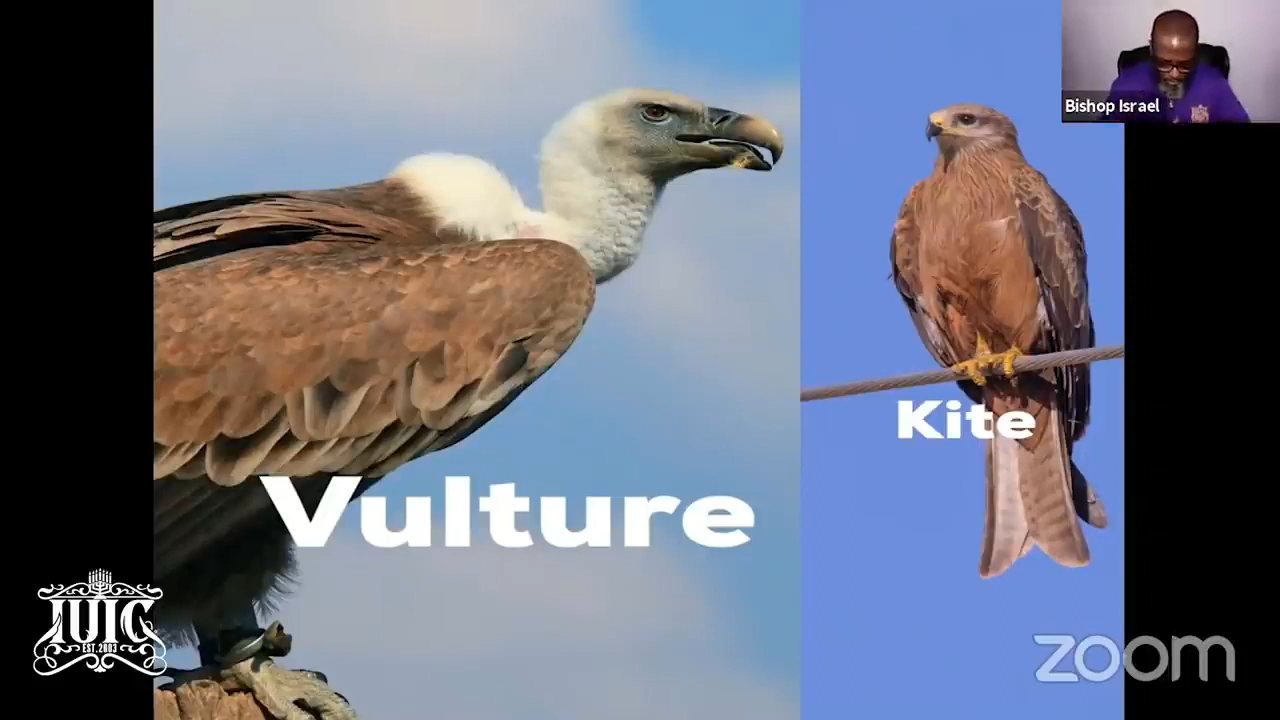 Bishop Israel
Kite
Vulture
IUIC
EST. 2003
zoom